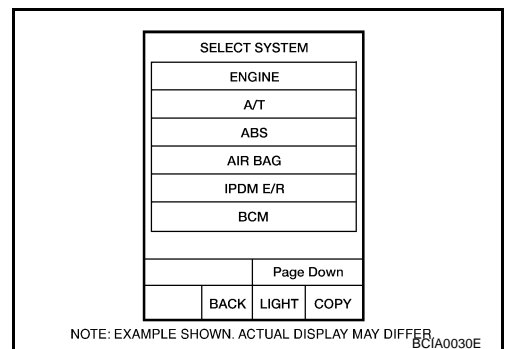 SELECT SYSTEM
ENGINE
A/T
ABS
AIR BAG
IPDM E/R
BCM
Page Down
BACK LIGHT COPY
NOTE: EXAMPLE SHOWN. ACTUAL DISPLAY MAY DIFFER.
BCIA0030E